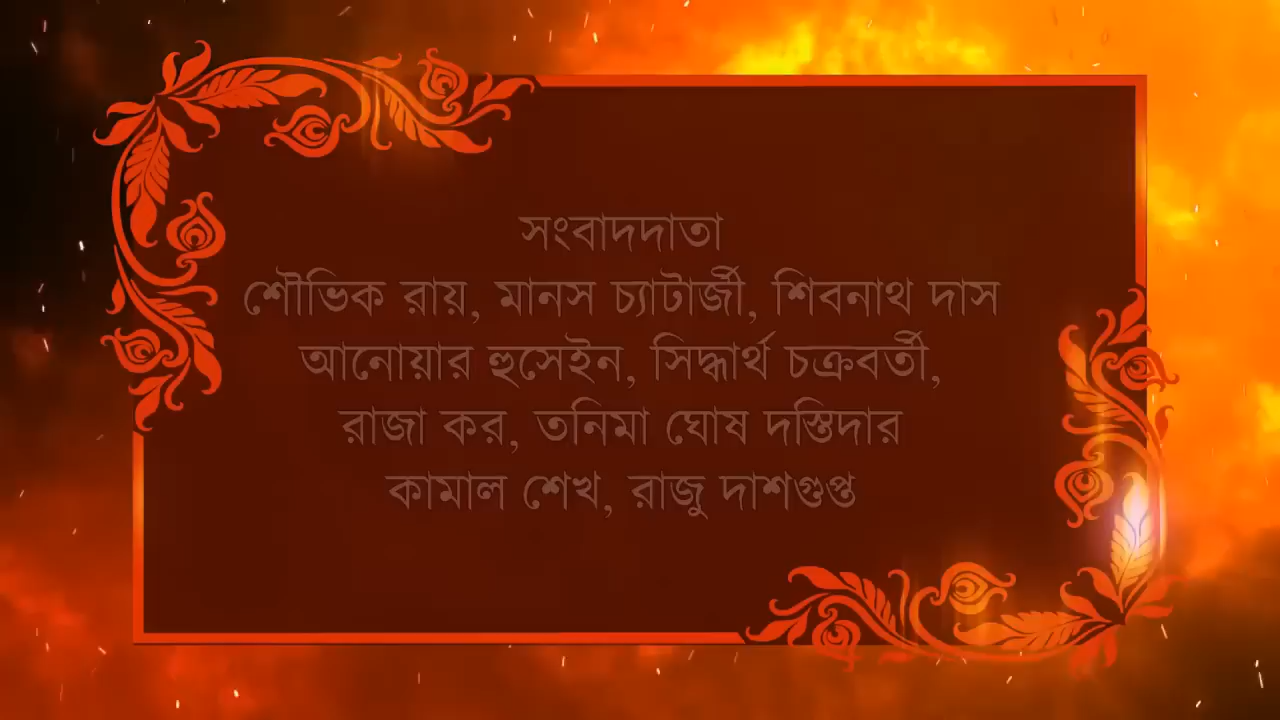 সংবাদদাতা
শৌভিক রায়, মানস চ্যাটার্জী, শিবনাথ দাস
আনোয়ার হুসেইন, সিদ্ধার্থ চক্রবর্তী,
রাজা কর, তনিমা ঘোষ দস্তিদার
কামাল শেখ, রাজু দাশগুপ্ত